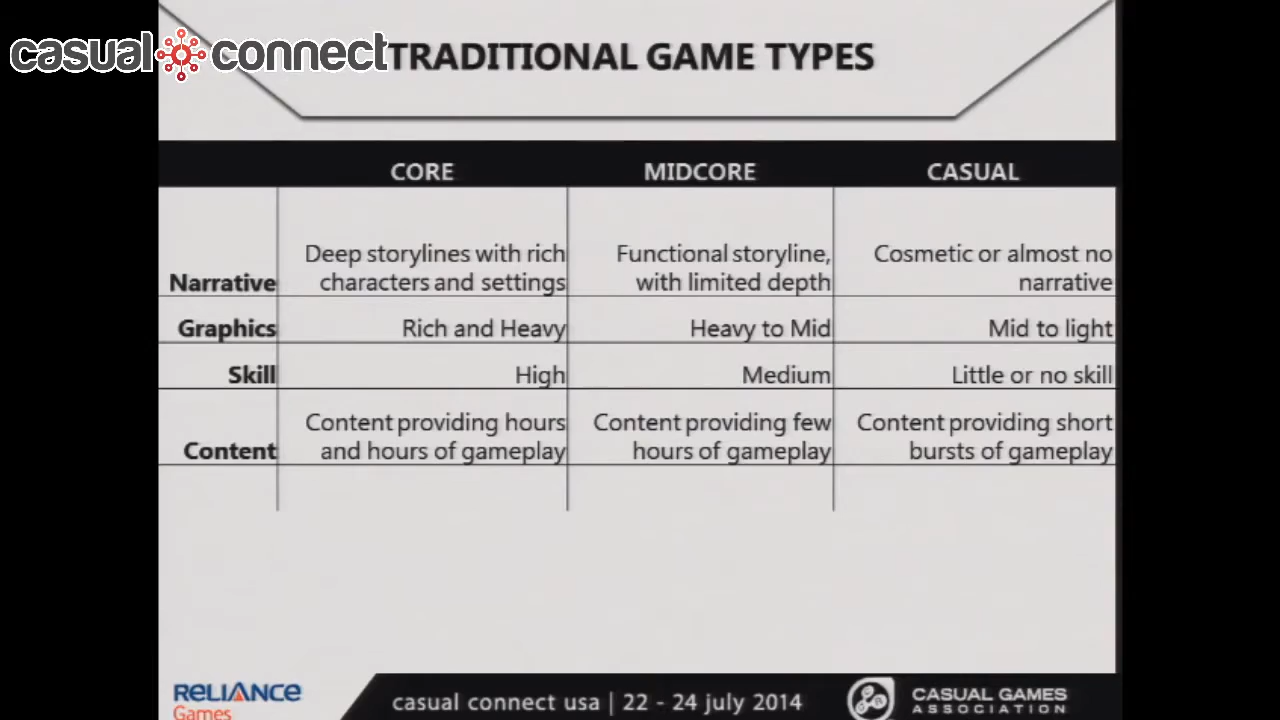 casual connect
TRADITIONAL GAME TYPES
CORE MIDCORE CASUAL
Narrative
Deep storylines with rich
characters and settings
Functional storyline,
with limited depth
Cosmetic or almost no
narrative
Graphics Rich and Heavy Heavy to Mid Mid to light
Skill High Medium Little or no skill
Content
Content providing hours
and hours of gameplay
Content providing few
hours of gameplay
Content providing short
bursts of gameplay
RELIANCE
Games
casual connect usa | 22 - 24 july 2014
CASUAL GAMES
ASSOCIATION